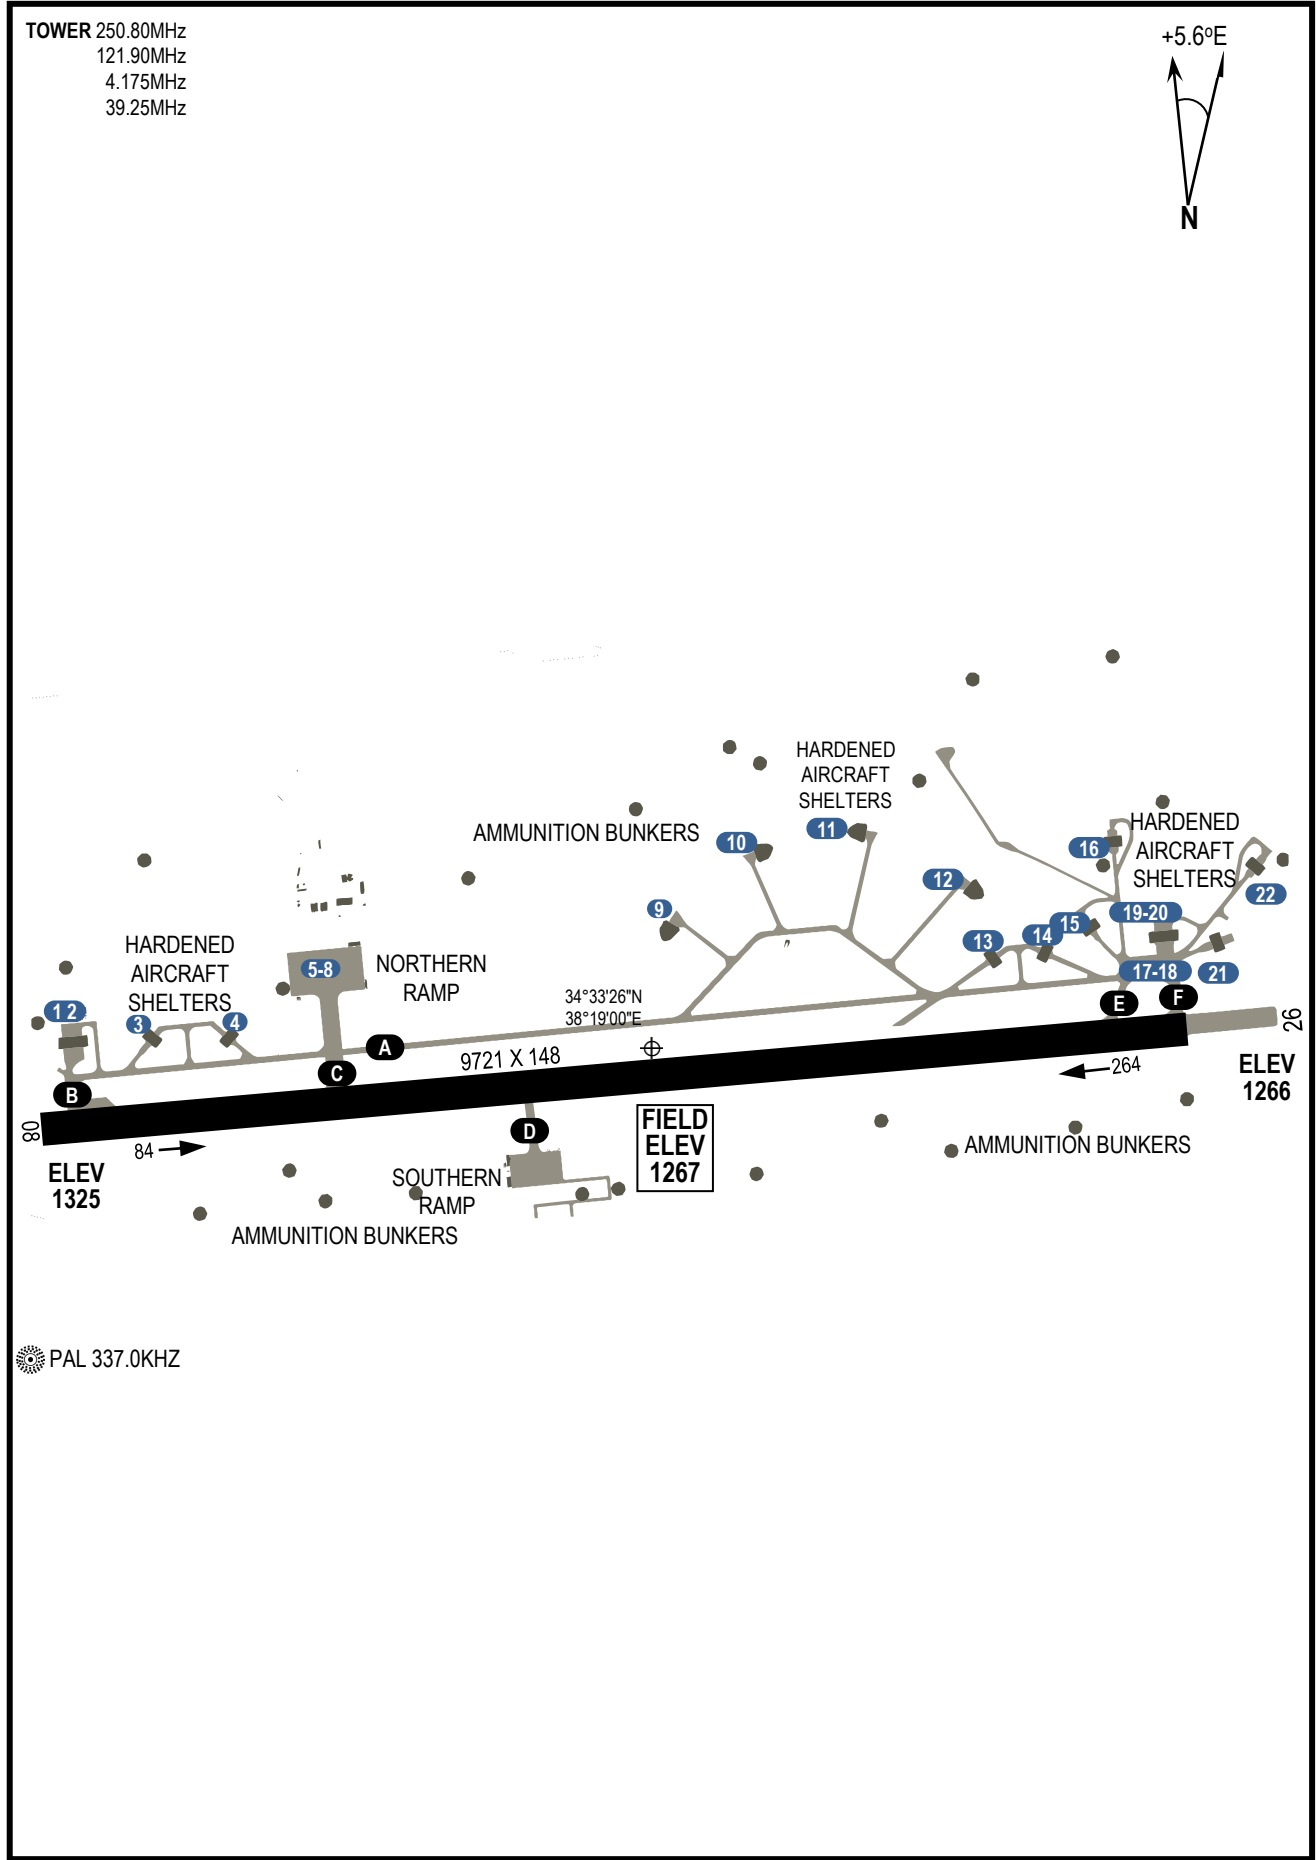 TOWER 250.80MHz
121.90MHz
4.175MHz
39.25MHz
+5.6ºE
N
HARDENED
AIRCRAFT
SHELTERS
AMMUNITION BUNKERS
10
11
12
9
HARDENED
AIRCRAFT
SHELTERS
16
22
19-20
15
14
13
17-18
21
E
F
HARDENED
AIRCRAFT
SHELTERS
1 2
3
4
5-8
NORTHERN
RAMP
34°33'26"N
38°19'00"E
A
C
B
9721 X 148
26
264
ELEV
1266
08
84
ELEV
1325
D
FIELD
ELEV
1267
SOUTHERN
RAMP
AMMUNITION BUNKERS
AMMUNITION BUNKERS
PAL 337.0KHZ